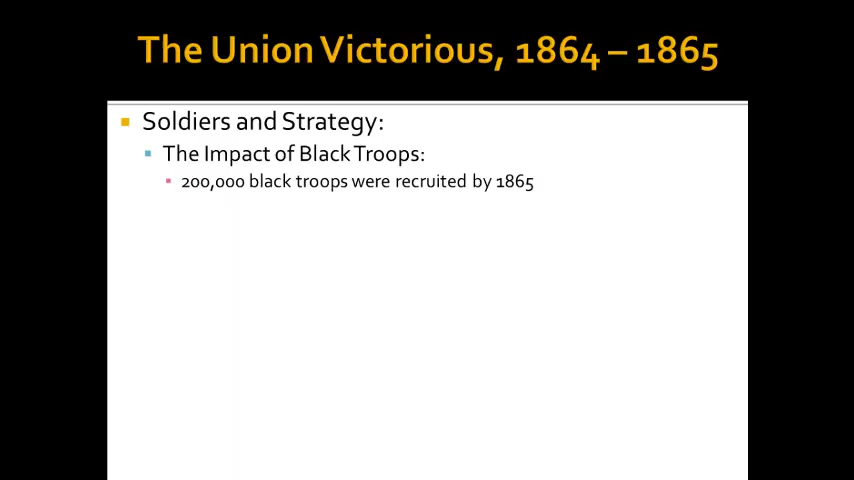 The Union Victorious, 1864 – 1865
Soldiers and Strategy:
The Impact of Black Troops:
200,000 black troops were recruited by 1865